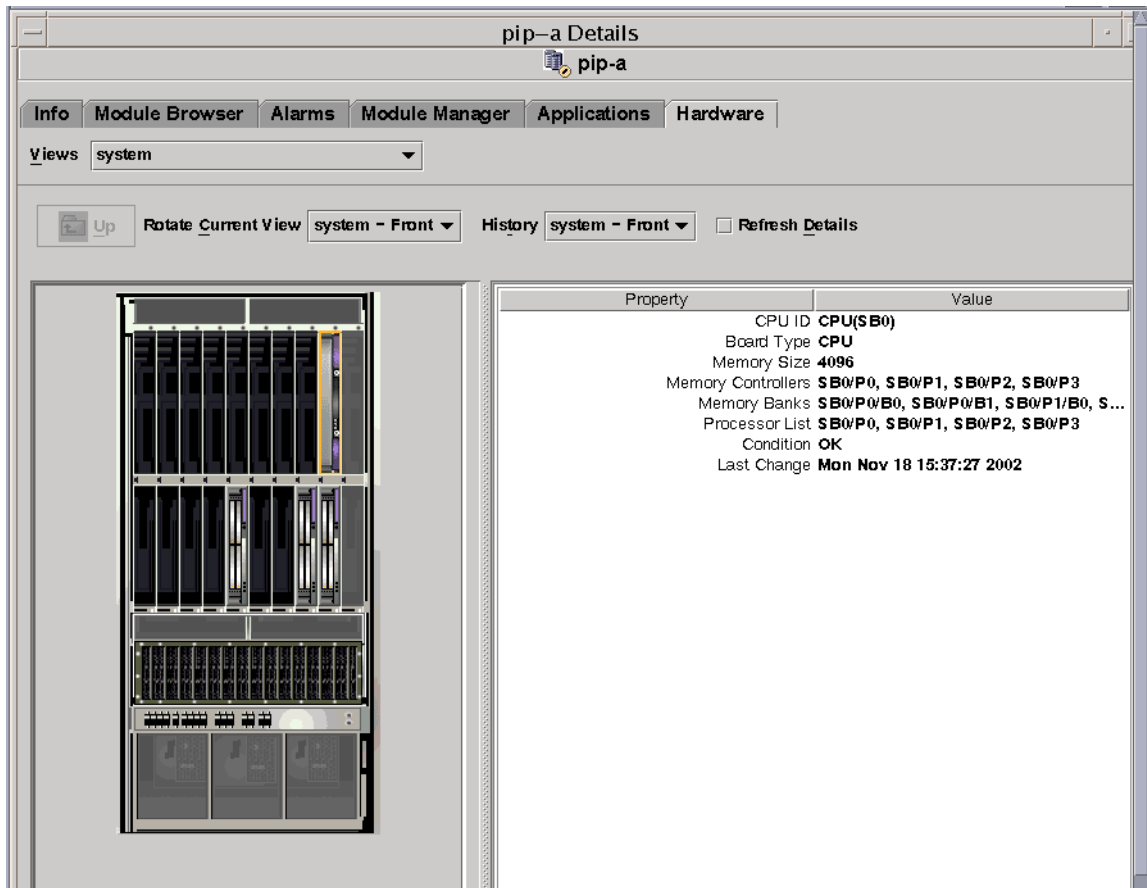 pip–a Details
pip-a
Info Module Browser Alarms Module Manager Applications Hardware
Views system
Up Rotate Current View system - Front History system - Front Refresh Details
Property Value
CPU ID CPU(SB0)
Board Type CPU
Memory Size 4096
Memory Controllers SB0/P0, SB0/P1, SB0/P2, SB0/P3
Memory Banks SB0/P0/B0, SB0/P0/B1, SB0/P1/B0, S...
Processor List SB0/P0, SB0/P1, SB0/P2, SB0/P3
Condition OK
Last Change Mon Nov 18 15:37:27 2002